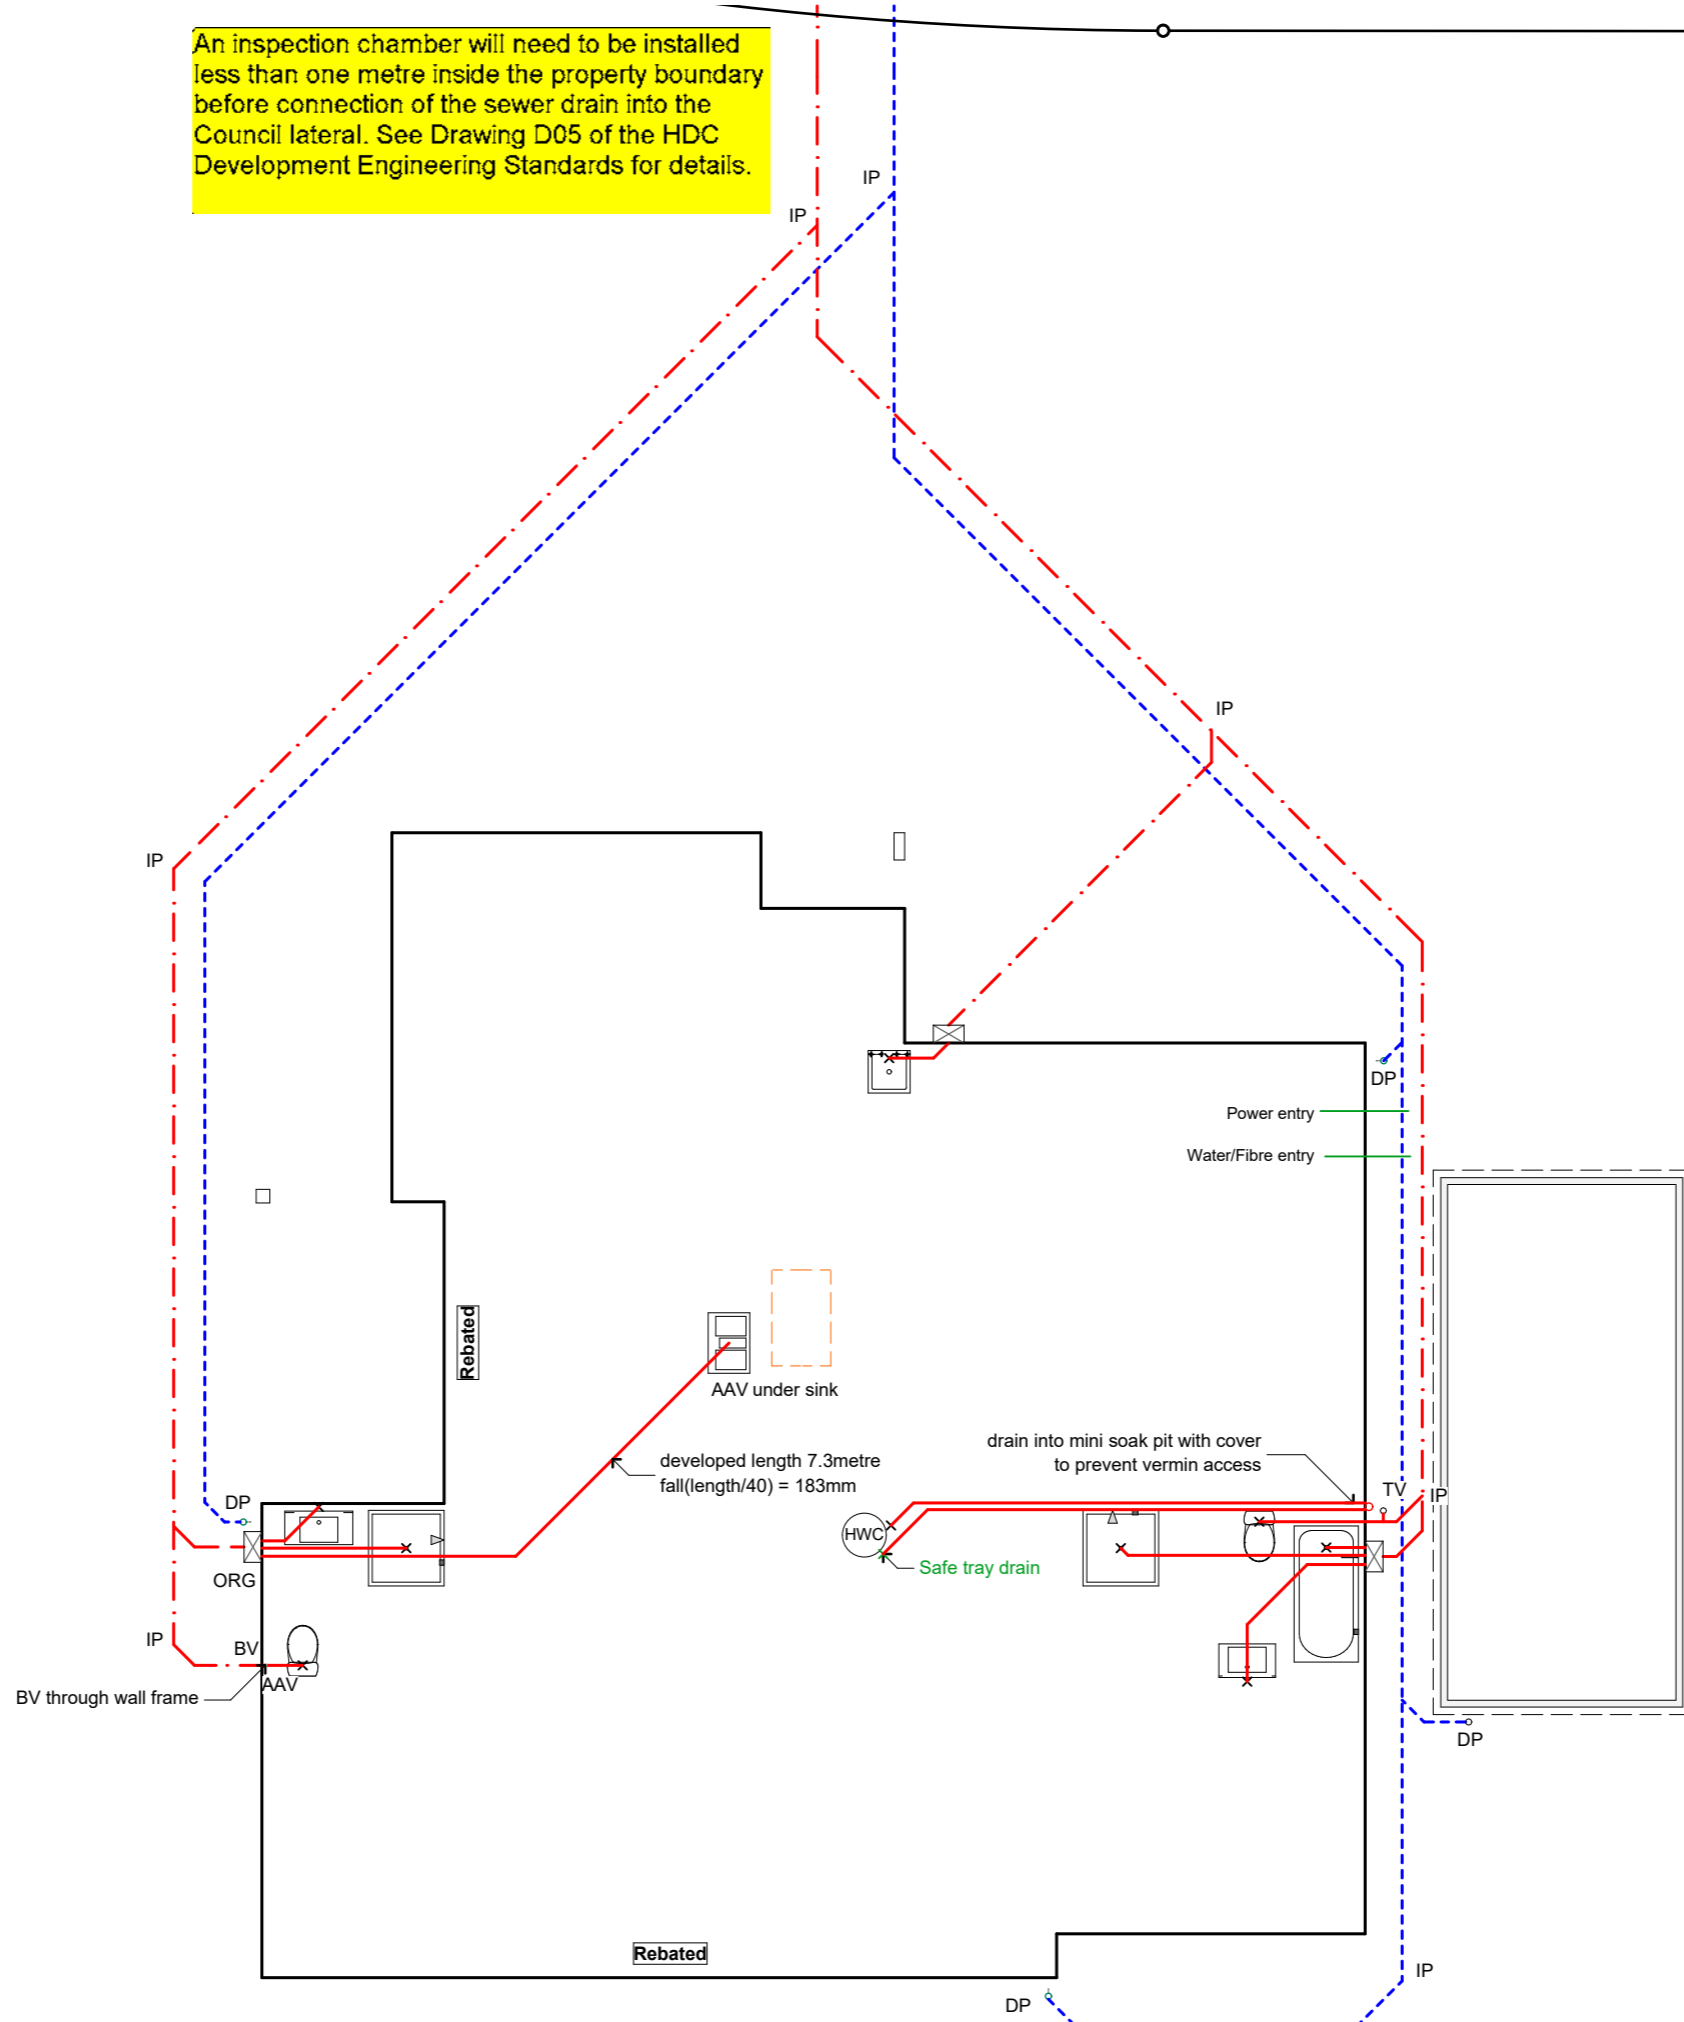 An inspection chamber will need to be installed
less than one metre inside the property boundary
before connection of the sewer drain into the
Council lateral. See Drawing D05 of the HDC
Development Engineering Standards for details.
IP
IP
IP
IP
DP
Power entry
Water/Fibre entry
Rebated
AAV under sink
developed length 7.3metre
fall(length/40) = 183mm
drain into mini soak pit with cover
to prevent vermin access
TV
IP
DP
HWC
Safe tray drain
ORG
IP
BV
AAV
BV through wall frame
DP
Rebated
IP
DP